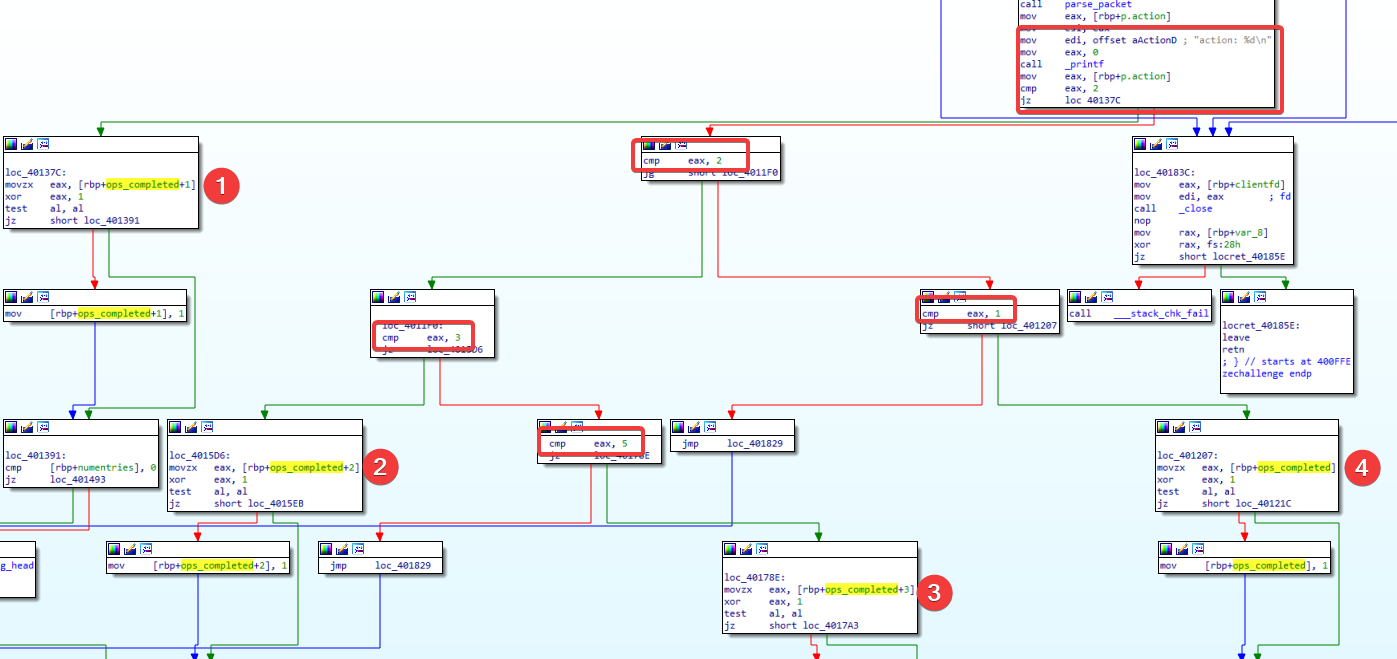 call parse_packet
mov eax, [rbp+p.action]
mov edi, offset aActionD ; "action: %d\n"
mov eax, 0
call _printf
mov eax, [rbp+p.action]
cmp eax, 2
jz loc_40137C
loc_40137C:
movzx eax, [rbp+ops_completed+1]
xor eax, 1
test al, al
jz short loc_401391
1
cmp eax, 2
jg short loc_4011F0
loc_40183C:
mov eax, [rbp+clientfd]
mov edi, eax ; fd
call _close
nop
mov rax, [rbp+var_8]
xor rax, fs:28h
jz short locret_40185E
mov [rbp+ops_completed+1], 1
loc_4011F0:
cmp eax, 3
jz loc_4015D6
cmp eax, 1
jz short loc_401207
call ___stack_chk_fail
locret_40185E:
leave
retn
; } // starts at 400FFE
zechallenge endp
loc_401391:
cmp [rbp+numentries], 0
jz loc_401493
loc_4015D6:
movzx eax, [rbp+ops_completed+2]
xor eax, 1
test al, al
jz short loc_4015EB
2
cmp eax, 5
jz loc_40178E
jmp loc_401829
loc_401207:
movzx eax, [rbp+ops_completed]
xor eax, 1
test al, al
jz short loc_40121C
4
g_head
mov [rbp+ops_completed+2], 1
jmp loc_401829
loc_40178E:
movzx eax, [rbp+ops_completed+3]
xor eax, 1
test al, al
jz short loc_4017A3
3
mov [rbp+ops_completed], 1